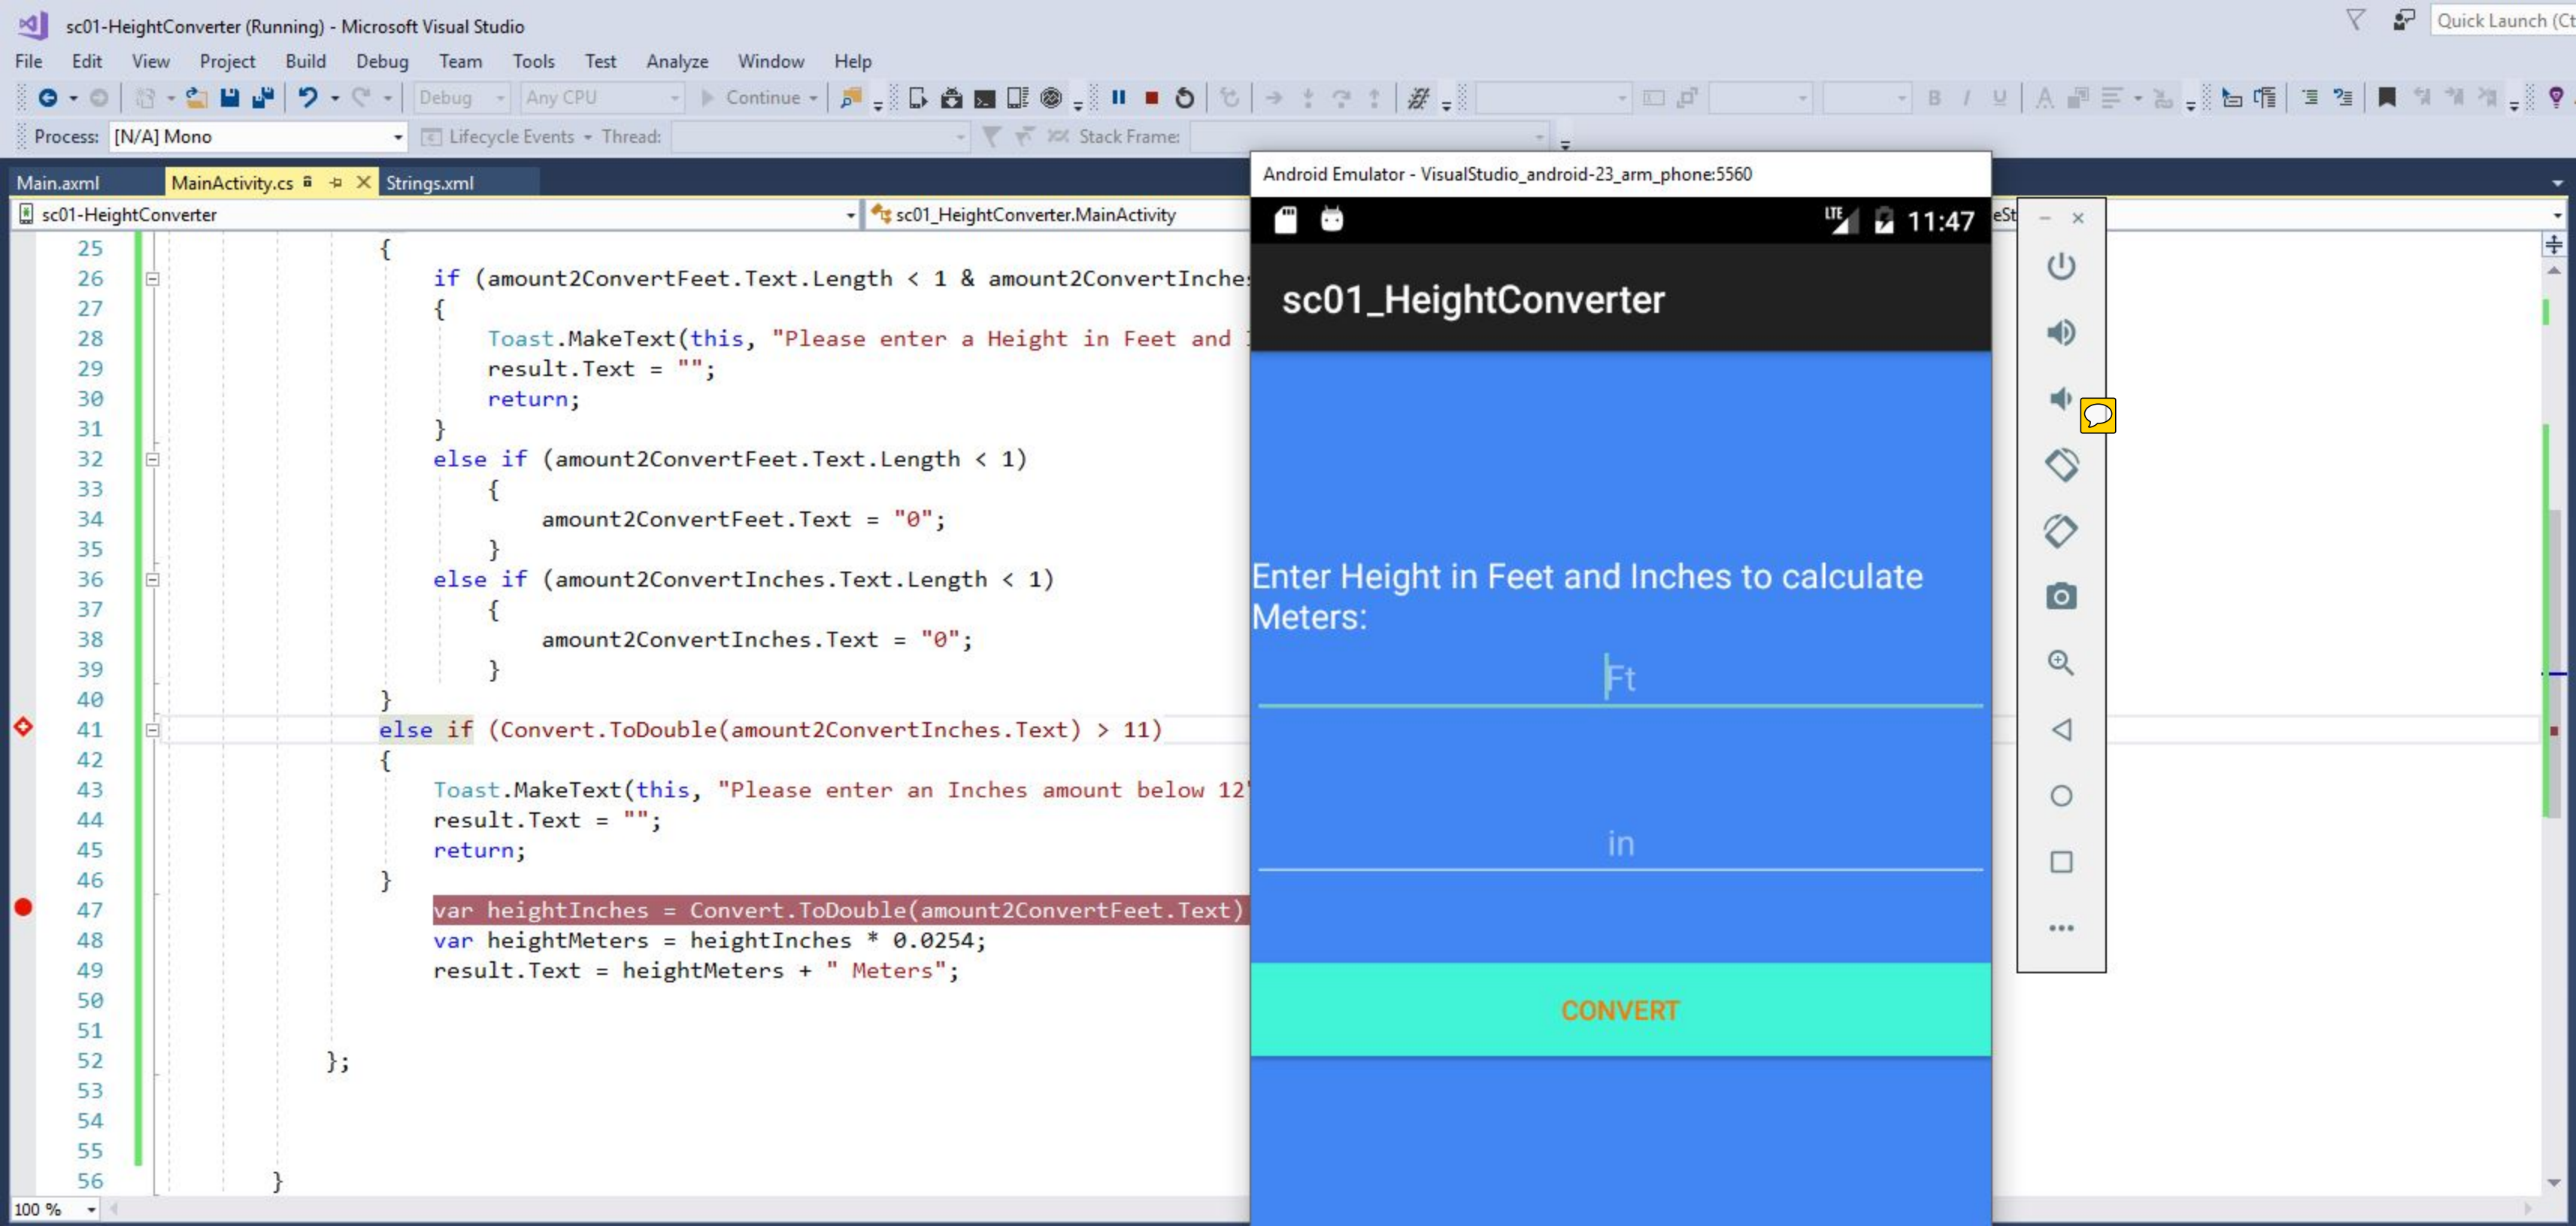 sc01-HeightConverter (Running) - Microsoft Visual Studio
Quick Launch (Ct
File Edit View Project Build Debug Team Tools Test Analyze Window Help
Debug Any CPU Continue B I U A
Process: [N/A] Mono Lifecycle Events Thread: Stack Frame:
Main.axml MainActivity.cs Strings.xml
sc01-HeightConverter sc01_HeightConverter.MainActivity eSt
25 {
26 if (amount2ConvertFeet.Text.Length < 1 & amount2ConvertInche
27 {
28 Toast.MakeText(this, "Please enter a Height in Feet and
29 result.Text = "";
30 return;
31 }
32 else if (amount2ConvertFeet.Text.Length < 1)
33 {
34 amount2ConvertFeet.Text = "0";
35 }
36 else if (amount2ConvertInches.Text.Length < 1)
37 {
38 amount2ConvertInches.Text = "0";
39 }
40 }
41 else if (Convert.ToDouble(amount2ConvertInches.Text) > 11)
42 {
43 Toast.MakeText(this, "Please enter an Inches amount below 12"
44 result.Text = "";
45 return;
46 }
47 var heightInches = Convert.ToDouble(amount2ConvertFeet.Text)
48 var heightMeters = heightInches * 0.0254;
49 result.Text = heightMeters + " Meters";
50
51
52 };
53
54
55
56 }
100 %
Android Emulator - VisualStudio_android-23_arm_phone:5560
LTE 11:47
sc01_HeightConverter
Enter Height in Feet and Inches to calculate
Meters:
Ft
in
CONVERT